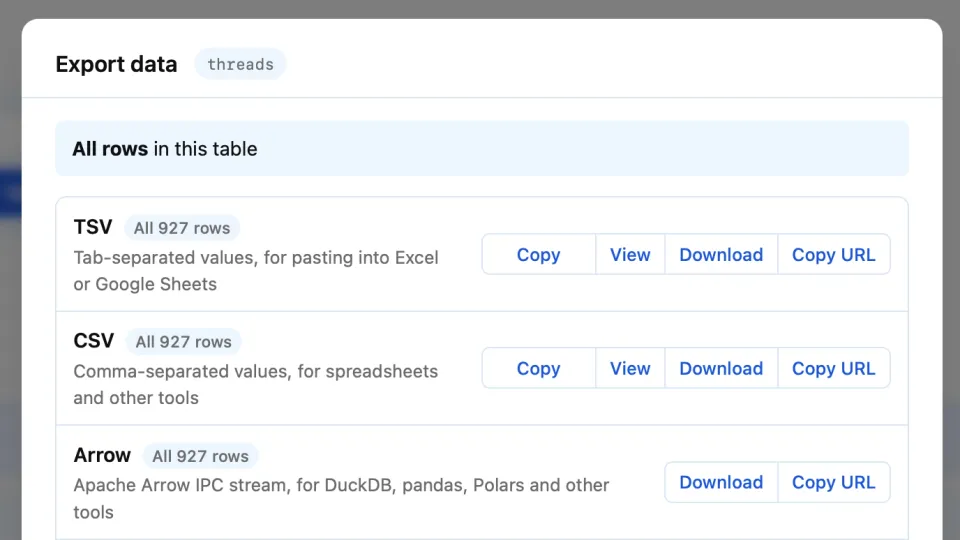 Export data threads
All rows in this table
TSV All 927 rows
Tab-separated values, for pasting into Excel
or Google Sheets
Copy View Download Copy URL
CSV All 927 rows
Comma-separated values, for spreadsheets
and other tools
Copy View Download Copy URL
Arrow All 927 rows
Apache Arrow IPC stream, for DuckDB, pandas, Polars and other
tools
Download Copy URL